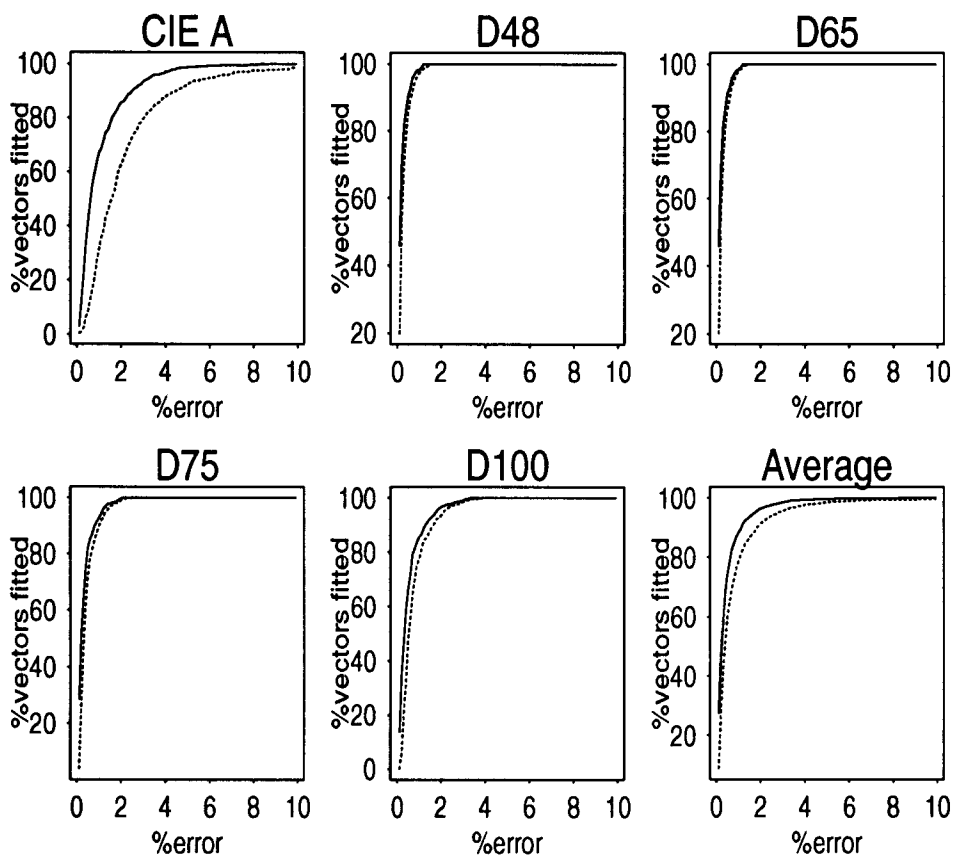 CIE A
D48
D65
%vectors fitted
0 20 40 60 80 100
0 2 4 6 8 10
%error
%vectors fitted
20 40 60 80 100
0 2 4 6 8 10
%error
%vectors fitted
20 40 60 80 100
0 2 4 6 8 10
%error
D75
D100
Average
%vectors fitted
20 40 60 80 100
0 2 4 6 8 10
%error
%vectors fitted
0 20 40 60 80 100
0 2 4 6 8 10
%error
%vectors fitted
20 40 60 80 100
0 2 4 6 8 10
%error